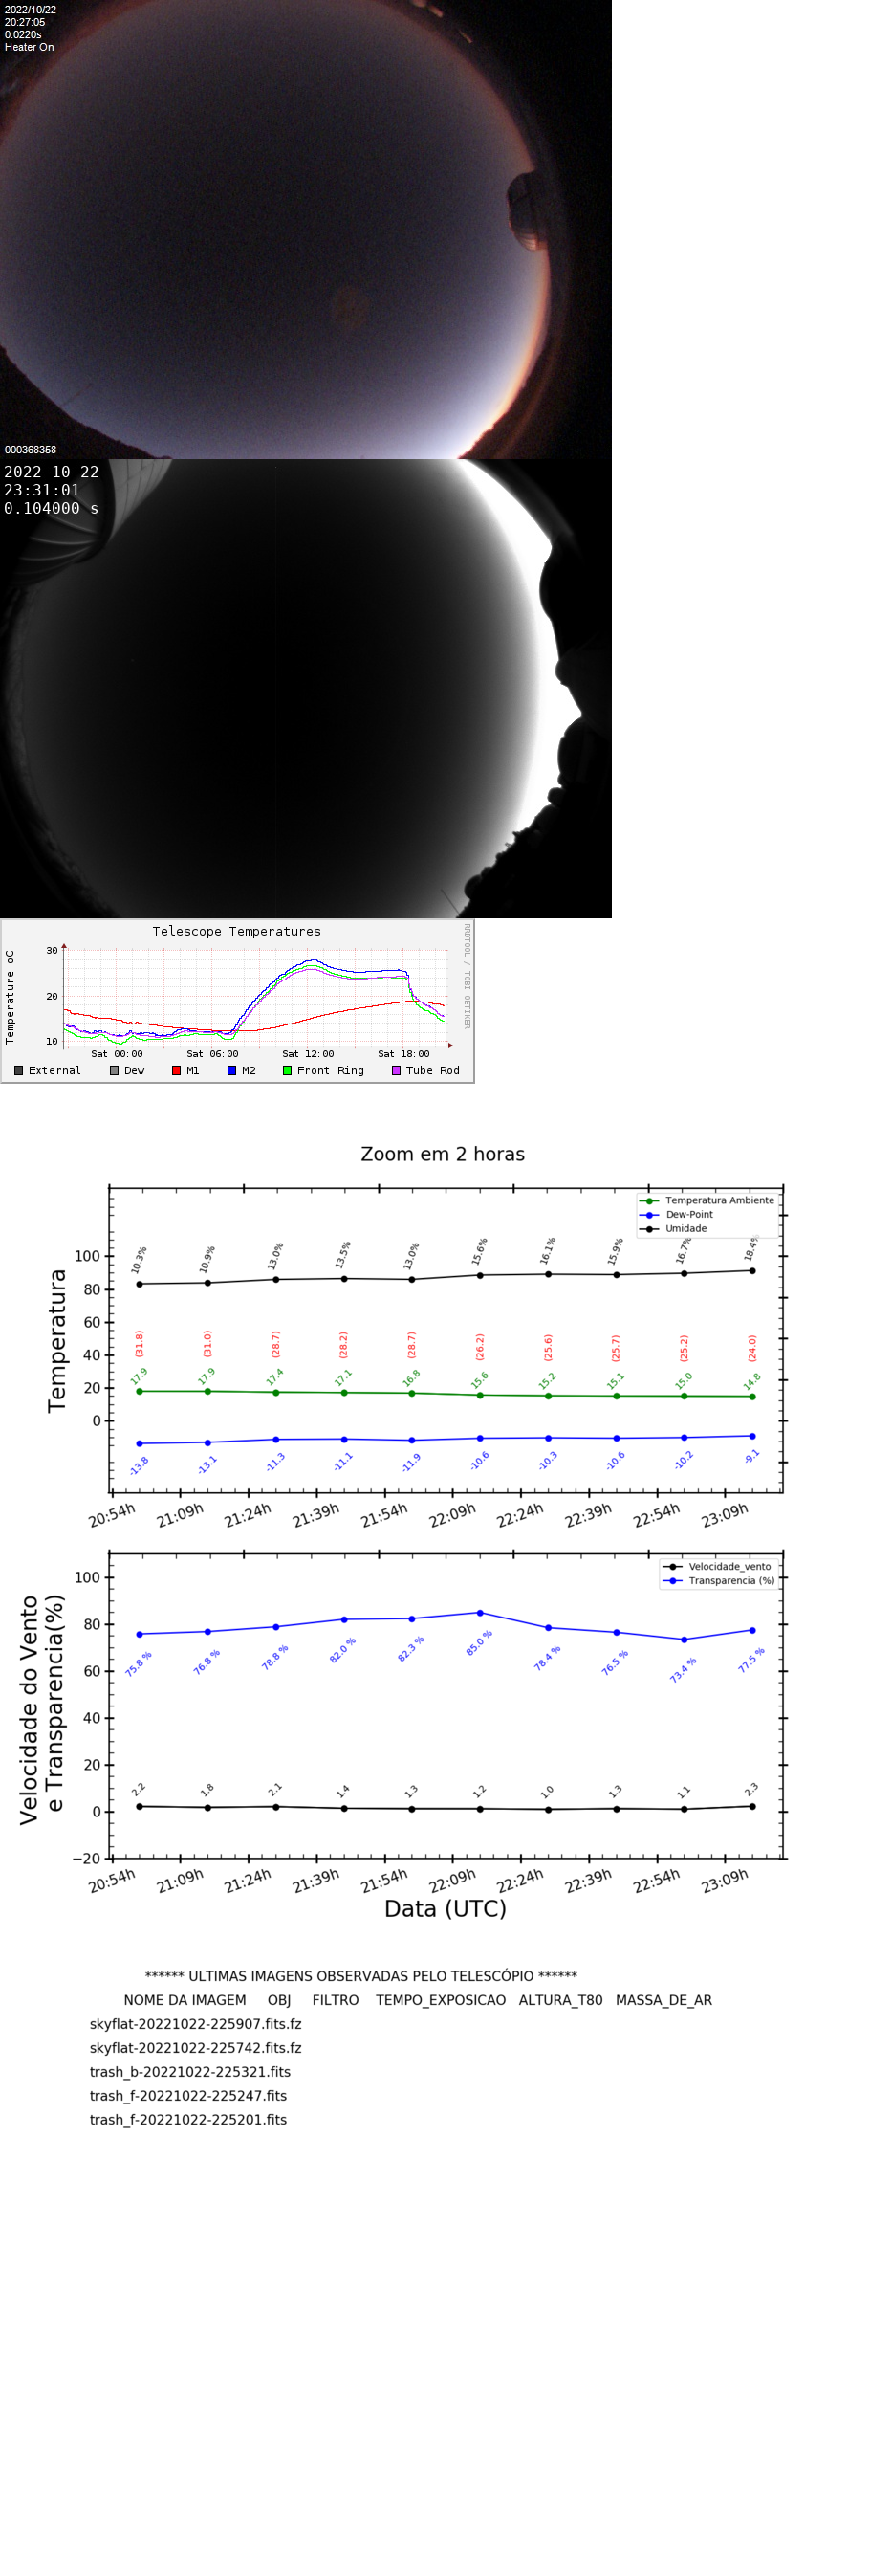 2022/10/22
20:27:05
0.0220s
Heater On
000368358
2022-10-22
23:31:01
0.104000 s
Telescope Temperatures
RRDTOOL / TOBI OETIKER
Temperature oC
30
20
10
Sat 00:00 Sat 06:00 Sat 12:00 Sat 18:00
External Dew M1 M2 Front Ring Tube Rod
Zoom em 2 horas
Temperatura
Temperatura Ambiente
Dew-Point
Umidade
100
80
60
40
20
0
10.3% 10.9% 13.0% 13.5% 13.0% 15.6% 16.1% 15.9% 16.7% 18.4%
(31.8) (31.0) (28.7) (28.2) (28.7) (26.2) (25.6) (25.7) (25.2) (24.0)
17.9 17.9 17.4 17.1 16.8 15.6 15.2 15.1 15.0 14.8
-13.8 -13.1 -11.3 -11.1 -11.9 -10.6 -10.3 -10.6 -10.2 -9.1
20:54h 21:09h 21:24h 21:39h 21:54h 22:09h 22:24h 22:39h 22:54h 23:09h
Velocidade do Vento
e Transparencia(%)
Velocidade_vento
Transparencia (%)
100
80
60
40
20
0
−20
75.8 % 76.8 % 78.8 % 82.0 % 82.3 % 85.0 % 78.4 % 76.5 % 73.4 % 77.5 %
2.2 1.8 2.1 1.4 1.3 1.2 1.0 1.3 1.1 2.3
20:54h 21:09h 21:24h 21:39h 21:54h 22:09h 22:24h 22:39h 22:54h 23:09h
Data (UTC)
****** ULTIMAS IMAGENS OBSERVADAS PELO TELESCÓPIO ******
NOME DA IMAGEM OBJ FILTRO TEMPO_EXPOSICAO ALTURA_T80 MASSA_DE_AR
skyflat-20221022-225907.fits.fz
skyflat-20221022-225742.fits.fz
trash_b-20221022-225321.fits
trash_f-20221022-225247.fits
trash_f-20221022-225201.fits